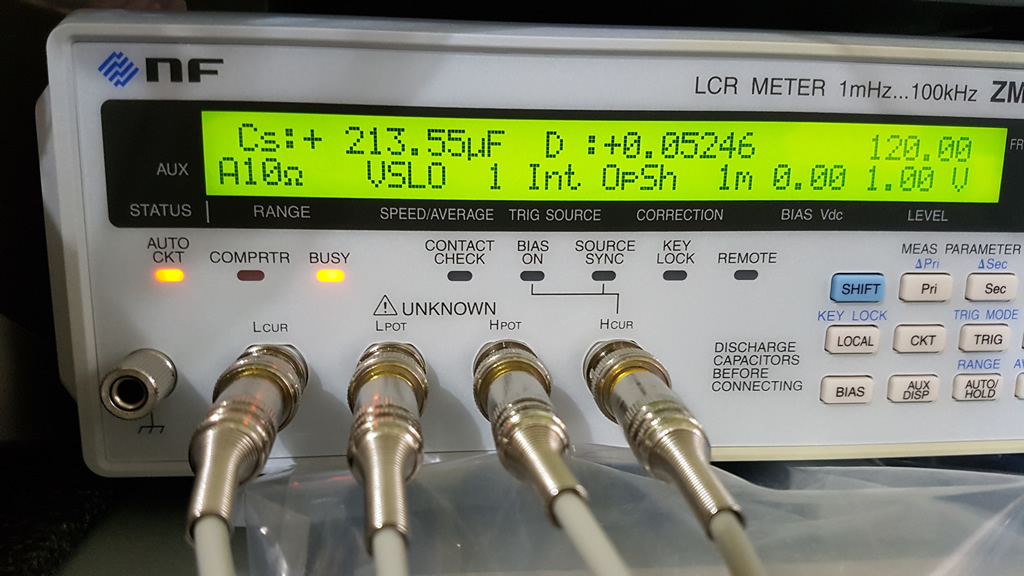 NF
LCR METER 1mHz...100kHz ZM
Cs:+ 213.55µF D :+0.05246 120.00
A10Ω VSLO 1 Int OpSh 1m 0.00 1.00 V
AUX
FR
STATUS RANGE SPEED/AVERAGE TRIG SOURCE CORRECTION BIAS Vdc LEVEL
AUTO CKT
COMPRTR
BUSY
CONTACT CHECK
BIAS ON
SOURCE SYNC
KEY LOCK
REMOTE
MEAS PARAMETER
ΔPri ΔSec
SHIFT Pri Sec
UNKNOWN
LCUR LPOT HPOT HCUR
KEY LOCK TRIG MODE
LOCAL CKT TRIG
DISCHARGE
CAPACITORS
BEFORE
CONNECTING
RANGE
BIAS AUX DISP AUTO/ HOLD